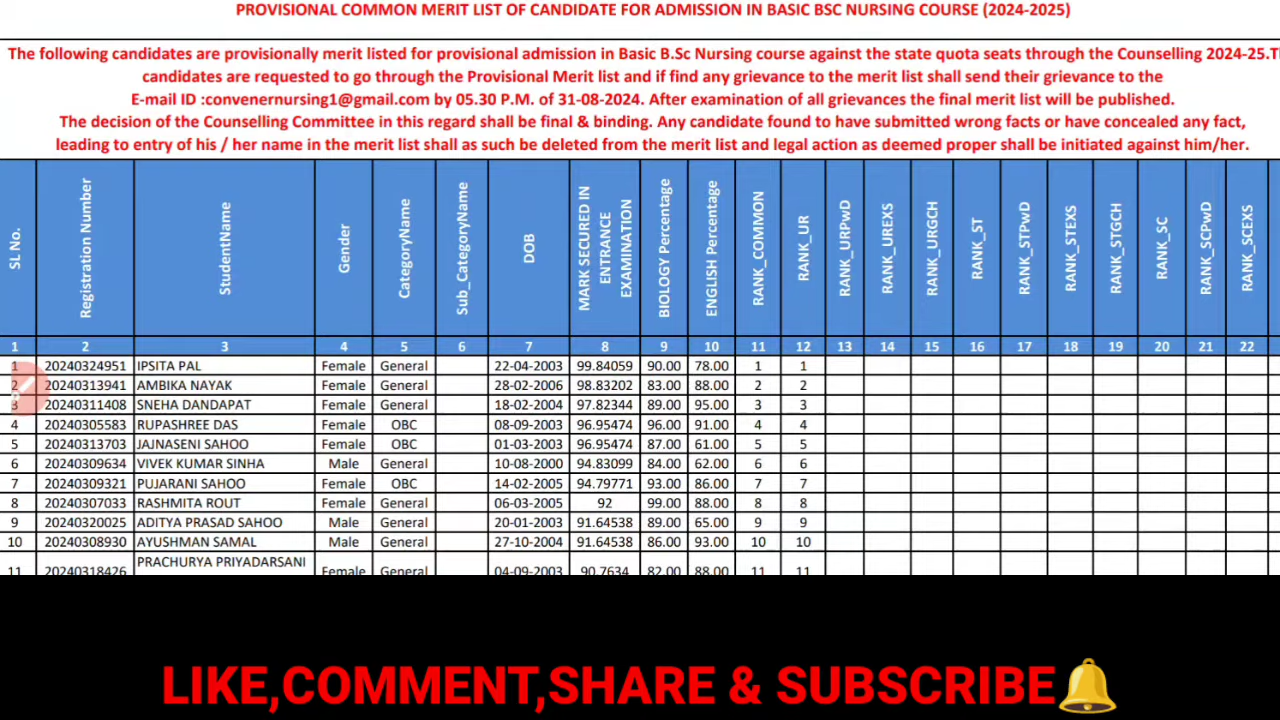 PROVISIONAL COMMON MERIT LIST OF CANDIDATE FOR ADMISSION IN BASIC BSC NURSING COURSE (2024-2025)
The following candidates are provisionally merit listed for provisional admission in Basic B.Sc Nursing course against the state quota seats through the Counselling 2024-25.T
candidates are requested to go through the Provisional Merit list and if find any grievance to the merit list shall send their grievance to the
E-mail ID :convenernursing1@gmail.com by 05.30 P.M. of 31-08-2024. After examination of all grievances the final merit list will be published.
The decision of the Counselling Committee in this regard shall be final & binding. Any candidate found to have submitted wrong facts or have concealed any fact,
leading to entry of his / her name in the merit list shall as such be deleted from the merit list and legal action as deemed proper shall be initiated against him/her.
SL No. Registration Number StudentName Gender CategoryName Sub_CategoryName DOB MARK SECURED IN ENTRANCE EXAMINATION BIOLOGY Percentage ENGLISH Percentage RANK_COMMON RANK_UR RANK_URPwD RANK_UREXS RANK_URGCH RANK_ST RANK_STPwD RANK_STEXS RANK_STGCH RANK_SC RANK_SCPwD RANK_SCEXS
1 2 3 4 5 6 7 8 9 10 11 12 13 14 15 16 17 18 19 20 21 22
1 20240324951 IPSITA PAL Female General 22-04-2003 99.84059 90.00 78.00 1 1
2 20240313941 AMBIKA NAYAK Female General 28-02-2006 98.83202 83.00 88.00 2 2
3 20240311408 SNEHA DANDAPAT Female General 18-02-2004 97.82344 89.00 95.00 3 3
4 20240305583 RUPASHREE DAS Female OBC 08-09-2003 96.95474 96.00 91.00 4 4
5 20240313703 JAJNASENI SAHOO Female OBC 01-03-2003 96.95474 87.00 61.00 5 5
6 20240309634 VIVEK KUMAR SINHA Male General 10-08-2000 94.83099 84.00 62.00 6 6
7 20240309321 PUJARANI SAHOO Female OBC 14-02-2005 94.79771 93.00 86.00 7 7
8 20240307033 RASHMITA ROUT Female General 06-03-2005 92 99.00 88.00 8 8
9 20240320025 ADITYA PRASAD SAHOO Male General 20-01-2003 91.64538 89.00 65.00 9 9
10 20240308930 AYUSHMAN SAMAL Male General 27-10-2004 91.64538 86.00 93.00 10 10
11 20240318426 PRACHURYA PRIYADARSANI Female General 04-09-2003 90.7634 82.00 88.00 11 11
LIKE,COMMENT,SHARE & SUBSCRIBE